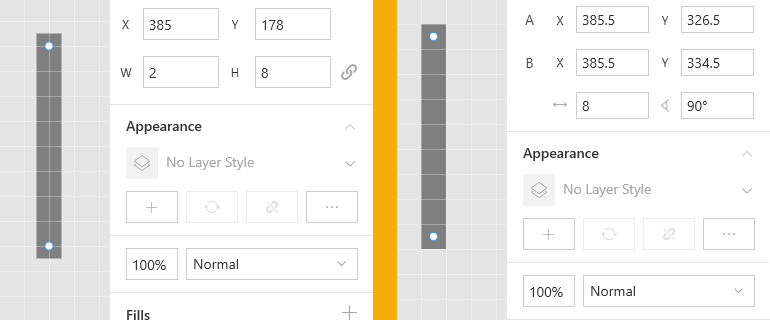 X 385 Y 178
W 2 H 8
Appearance
No Layer Style
100% Normal
Fills
A X 385.5 Y 326.5
B X 385.5 Y 334.5
8 90°
Appearance
No Layer Style
100% Normal